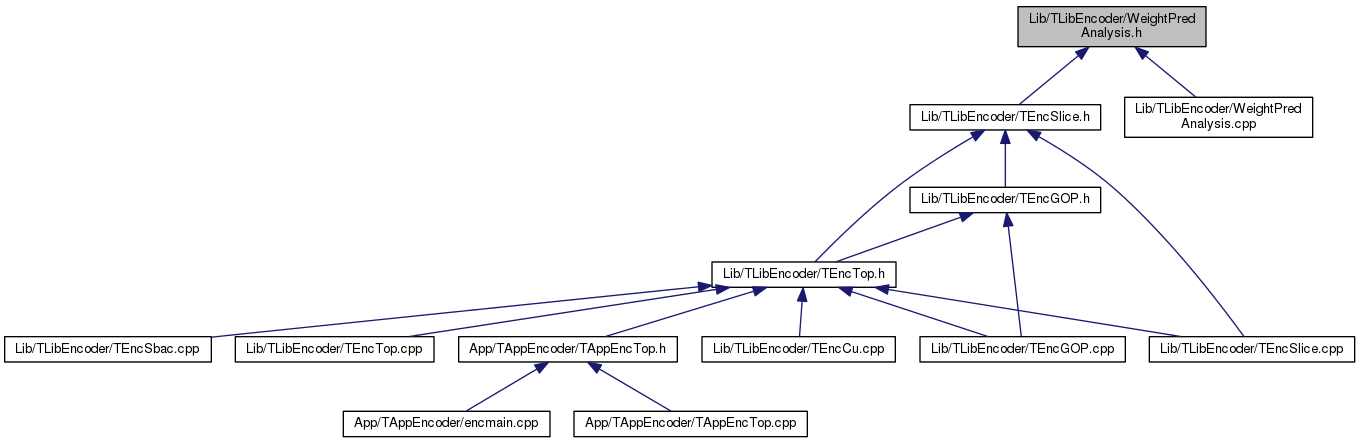 Lib/TLibEncoder/WeightPred
Analysis.h
Lib/TLibEncoder/TEncSlice.h
Lib/TLibEncoder/WeightPred
Analysis.cpp
Lib/TLibEncoder/TEncGOP.h
Lib/TLibEncoder/TEncTop.h
Lib/TLibEncoder/TEncSbac.cpp
Lib/TLibEncoder/TEncTop.cpp
App/TAppEncoder/TAppEncTop.h
Lib/TLibEncoder/TEncCu.cpp
Lib/TLibEncoder/TEncGOP.cpp
Lib/TLibEncoder/TEncSlice.cpp
App/TAppEncoder/encmain.cpp
App/TAppEncoder/TAppEncTop.cpp